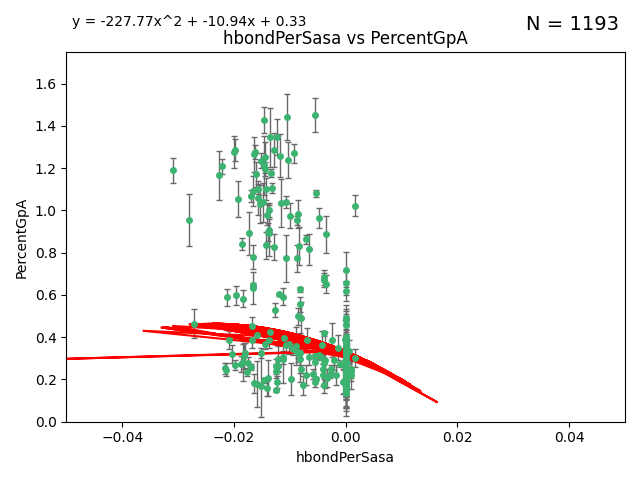 y = -227.77x^2 + -10.94x + 0.33
N = 1193
hbondPerSasa vs PercentGpA
PercentGpA
1.6
1.4
1.2
1.0
0.8
0.6
0.4
0.2
0.0
−0.04
−0.02
0.00
0.02
0.04
hbondPerSasa